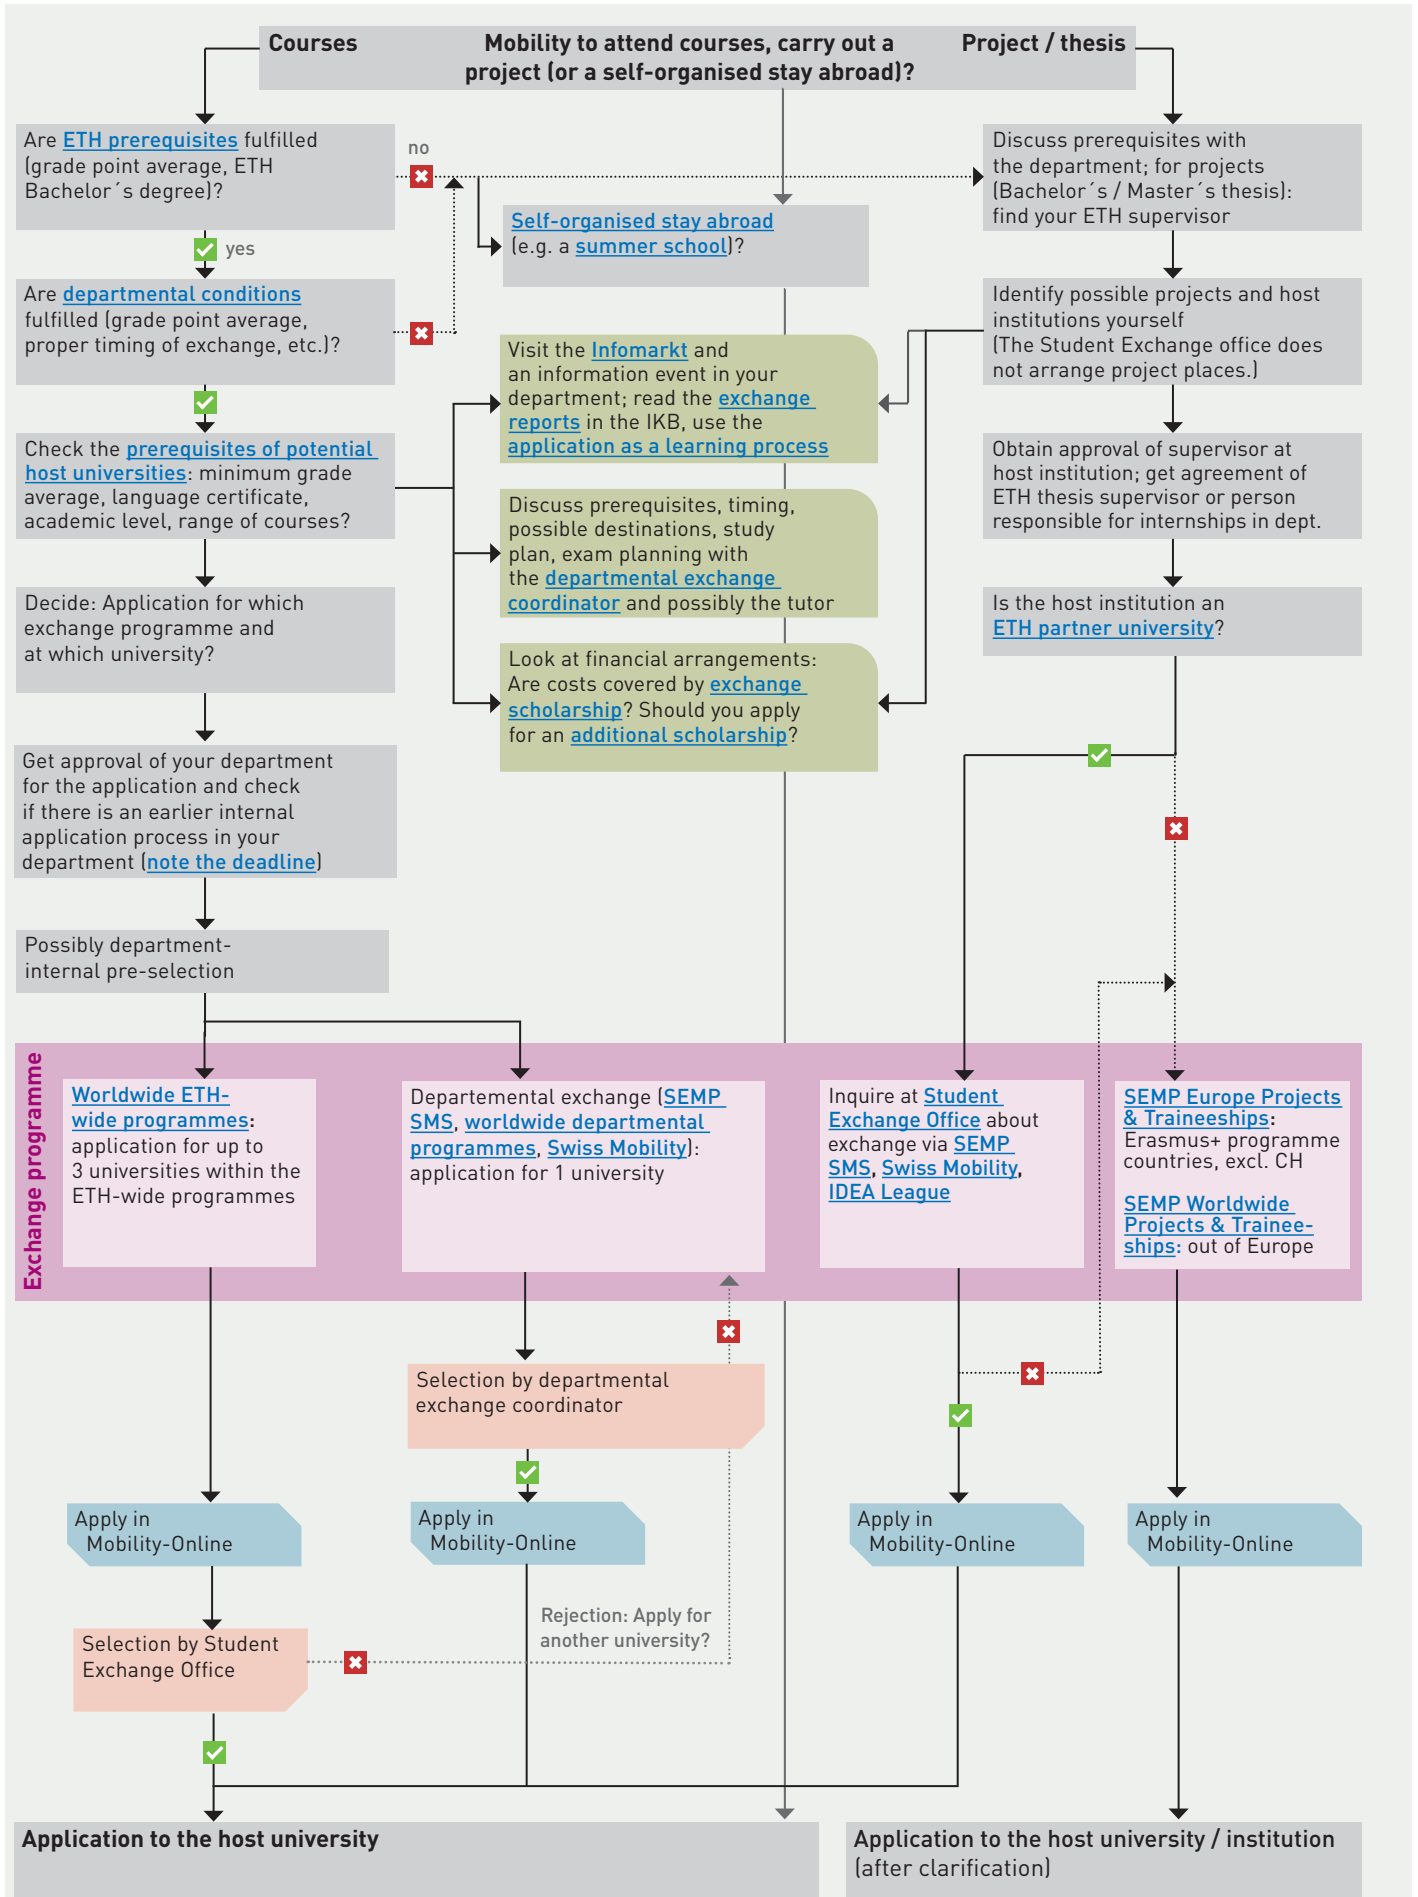 Courses
Mobility to attend courses, carry out a
project (or a self-organised stay abroad)?
Project / thesis
Are ETH prerequisites fulfilled
(grade point average, ETH
Bachelor´s degree)?
no
yes
Discuss prerequisites with
the department; for projects
(Bachelor´s / Master´s thesis):
find your ETH supervisor
Self-organised stay abroad
(e.g. a summer school)?
Are departmental conditions
fulfilled (grade point average,
proper timing of exchange, etc.)?
Identify possible projects and host
institutions yourself
(The Student Exchange office does
not arrange project places.)
Visit the Infomarkt and
an information event in your
department; read the exchange
reports in the IKB, use the
application as a learning process
Check the prerequisites of potential
host universities: minimum grade
average, language certificate,
academic level, range of courses?
Obtain approval of supervisor at
host institution; get agreement of
ETH thesis supervisor or person
responsible for internships in dept.
Discuss prerequisites, timing,
possible destinations, study
plan, exam planning with
the departmental exchange
coordinator and possibly the tutor
Decide: Application for which
exchange programme and
at which university?
Is the host institution an
ETH partner university?
Look at financial arrangements:
Are costs covered by exchange
scholarship? Should you apply
for an additional scholarship?
Get approval of your department
for the application and check
if there is an earlier internal
application process in your
department (note the deadline)
Possibly department-
internal pre-selection
Exchange programme
Worldwide ETH-
wide programmes:
application for up to
3 universities within the
ETH-wide programmes
Departemental exchange (SEMP
SMS, worldwide departmental
programmes, Swiss Mobility):
application for 1 university
Inquire at Student
Exchange Office about
exchange via SEMP
SMS, Swiss Mobility,
IDEA League
SEMP Europe Projects
& Traineeships:
Erasmus+ programme
countries, excl. CH
SEMP Worldwide
Projects & Trainee-
ships: out of Europe
Selection by departmental
exchange coordinator
Apply in
Mobility-Online
Apply in
Mobility-Online
Apply in
Mobility-Online
Apply in
Mobility-Online
Rejection: Apply for
another university?
Selection by Student
Exchange Office
Application to the host university
Application to the host university / institution
(after clarification)